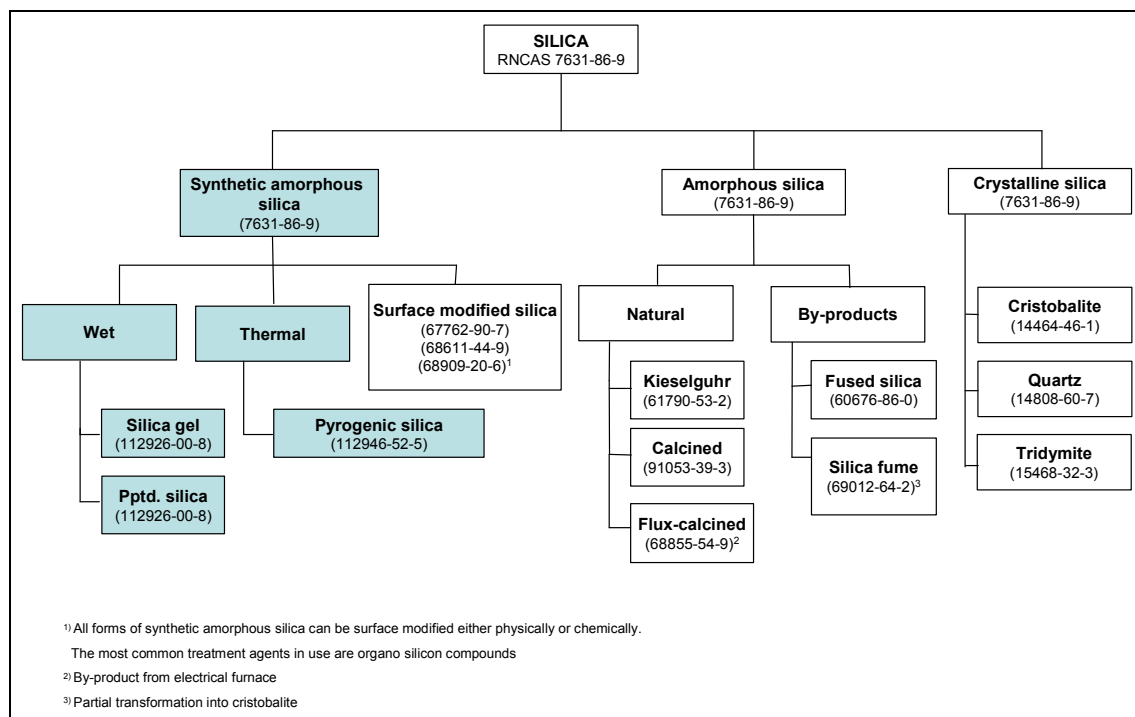 SILICA
RNCAS 7631-86-9
Synthetic amorphous
silica
(7631-86-9)
Amorphous silica
(7631-86-9)
Crystalline silica
(7631-86-9)
Wet
Thermal
Surface modified silica
(67762-90-7)
(68611-44-9)
(68909-20-6)¹
Natural
By-products
Cristobalite
(14464-46-1)
Kieselguhr
(61790-53-2)
Fused silica
(60676-86-0)
Quartz
(14808-60-7)
Silica gel
(112926-00-8)
Pyrogenic silica
(112946-52-5)
Calcined
(91053-39-3)
Silica fume
(69012-64-2)³
Tridymite
(15468-32-3)
Pptd. silica
(112926-00-8)
Flux-calcined
(68855-54-9)²
¹⁾ All forms of synthetic amorphous silica can be surface modified either physically or chemically.
The most common treatment agents in use are organo silicon compounds
²⁾ By-product from electrical furnace
³⁾ Partial transformation into cristobalite